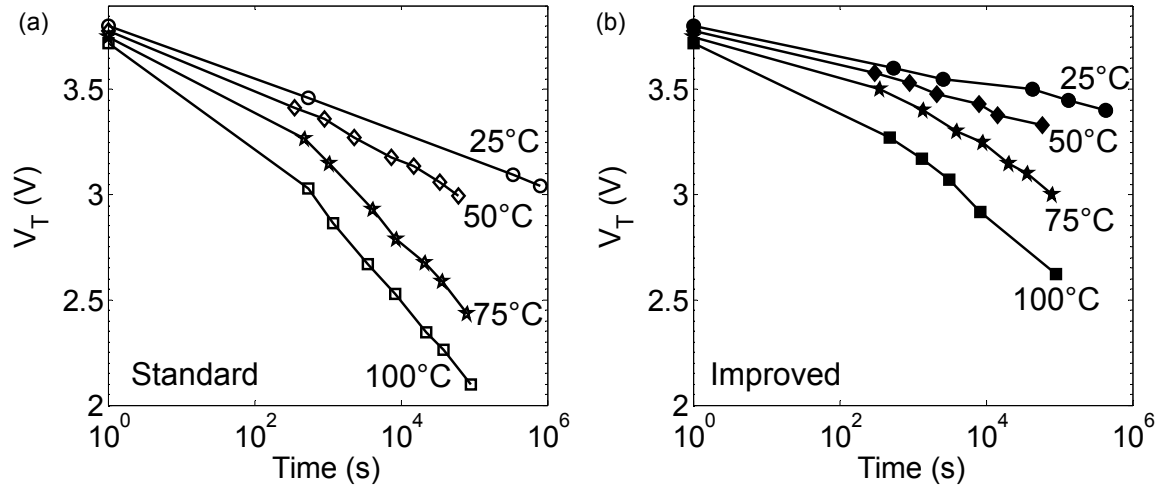 (a)
3.5
3
2.5
2
V_T (V)
10^0
10^2
10^4
10^6
Time (s)
25°C
50°C
75°C
100°C
Standard
(b)
3.5
3
2.5
2
V_T (V)
10^0
10^2
10^4
10^6
Time (s)
25°C
50°C
75°C
100°C
Improved